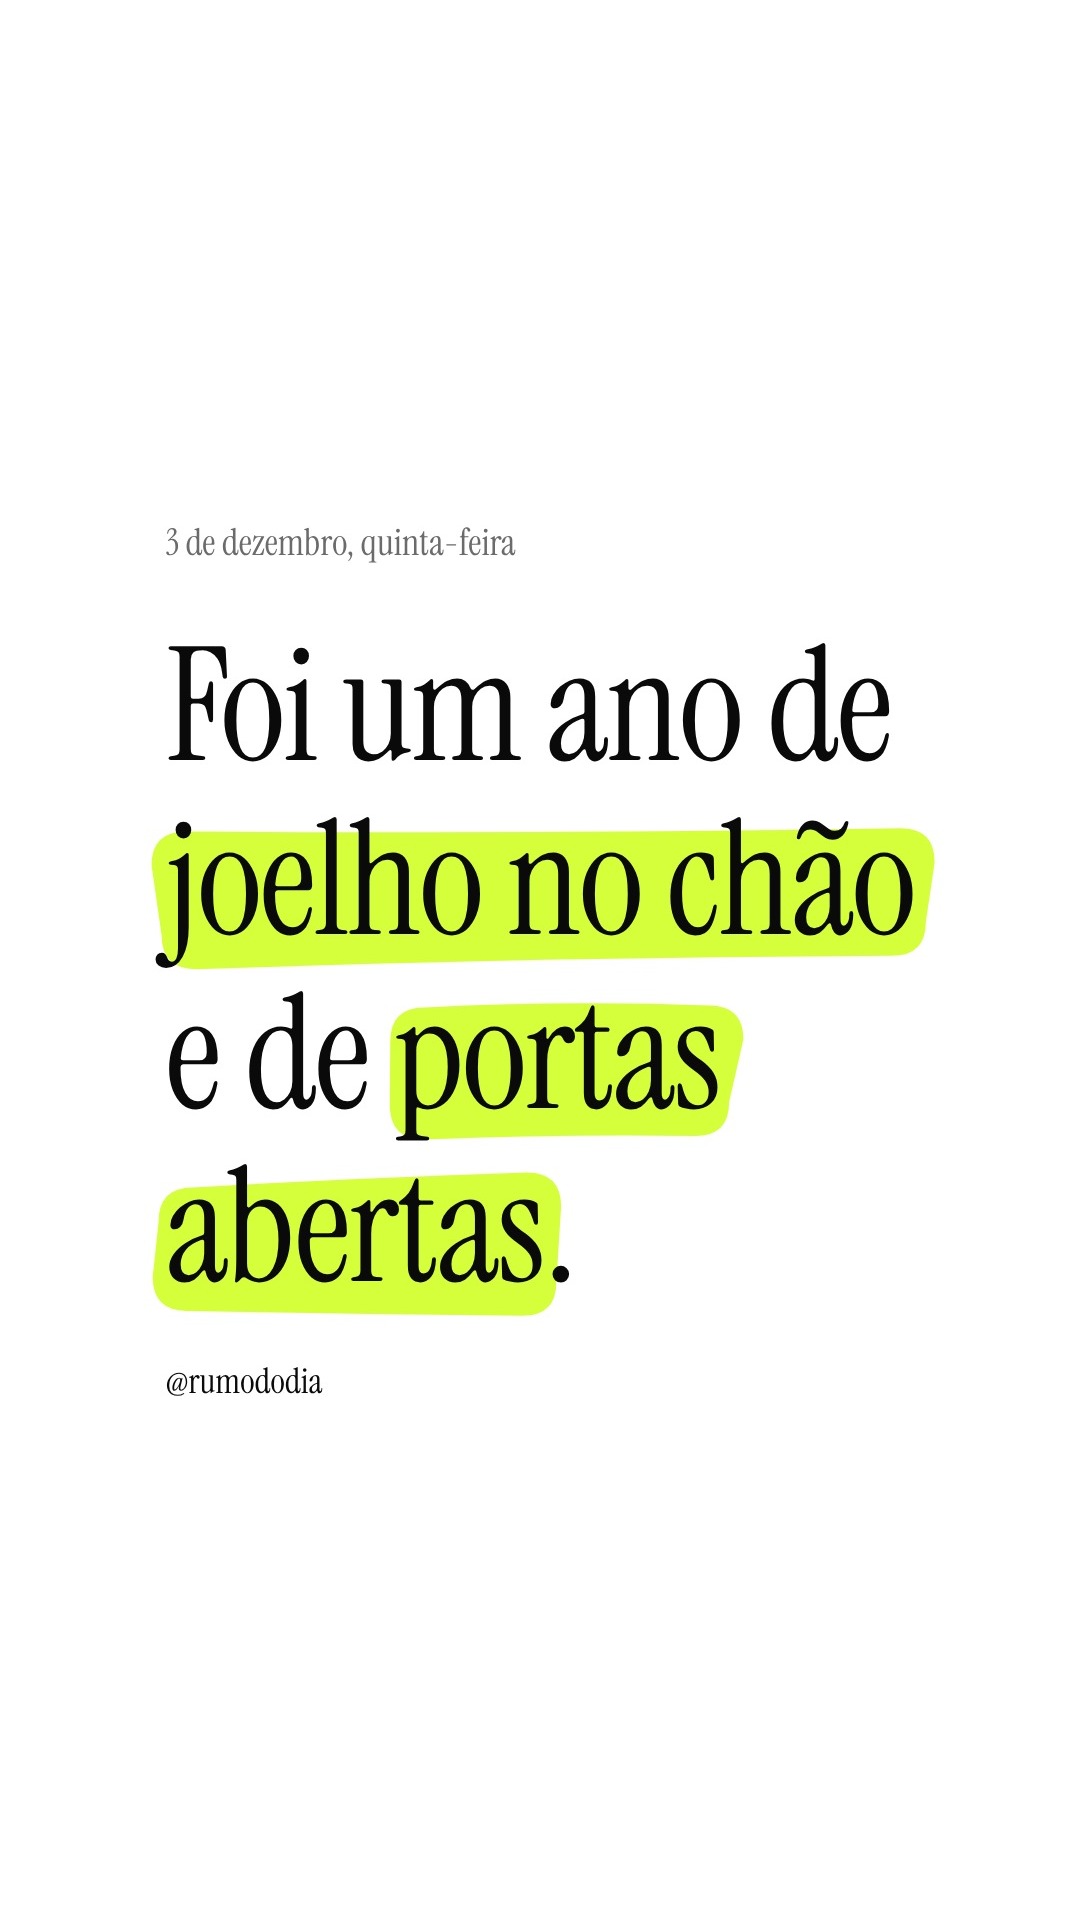 3 de dezembro, quinta-feira
Foi um ano de
joelho no chão
e de portas
abertas.
@rumododia